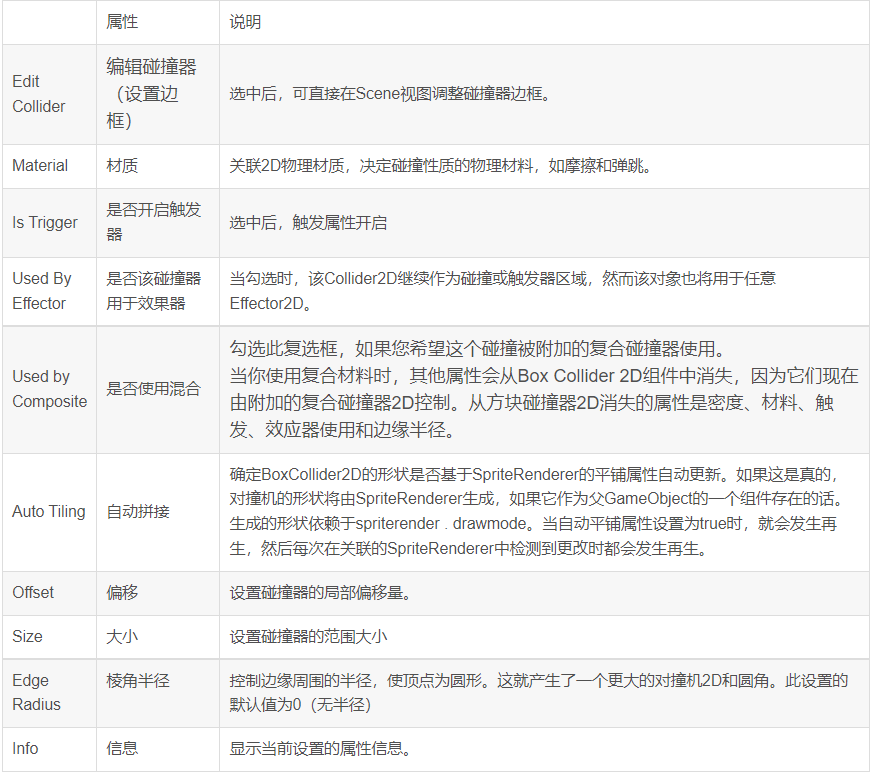 属性 说明
Edit 编辑碰撞器
Collider （设置边
框） 选中后，可直接在Scene视图调整碰撞器边框。
Material 材质 关联2D物理材质，决定碰撞性质的物理材料，如摩擦和弹跳。
Is Trigger 是否开启触发
器 选中后，触发属性开启
Used By 是否该碰撞器 当勾选时，该Collider2D继续作为碰撞或触发器区域，然而该对象也将用于任意
Effector 用于效果器 Effector2D。
勾选此复选框，如果您希望这个碰撞被附加的复合碰撞器使用。
Used by 是否使用混合 当你使用复合材料时，其他属性会从Box Collider 2D组件中消失，因为它们现在
Composite 由附加的复合碰撞器2D控制。从方块碰撞器2D消失的属性是密度、材料、触
发、效应器使用和边缘半径。
确定BoxCollider2D的形状是否基于SpriteRenderer的平铺属性自动更新。如果这是真的，
Auto Tiling 自动拼接 对撞机的形状将由SpriteRenderer生成，如果它作为父GameObject的一个组件存在的话。
生成的形状依赖于spriterender . drawmode。当自动平铺属性设置为true时，就会发生再
生，然后每次在关联的SpriteRenderer中检测到更改时都会发生再生。
Offset 偏移 设置碰撞器的局部偏移量。
Size 大小 设置碰撞器的范围大小
Edge 棱角半径 控制边缘周围的半径，使顶点为圆形。这就产生了一个更大的对撞机2D和圆角。此设置的
Radius 默认值为0（无半径）
Info 信息 显示当前设置的属性信息。